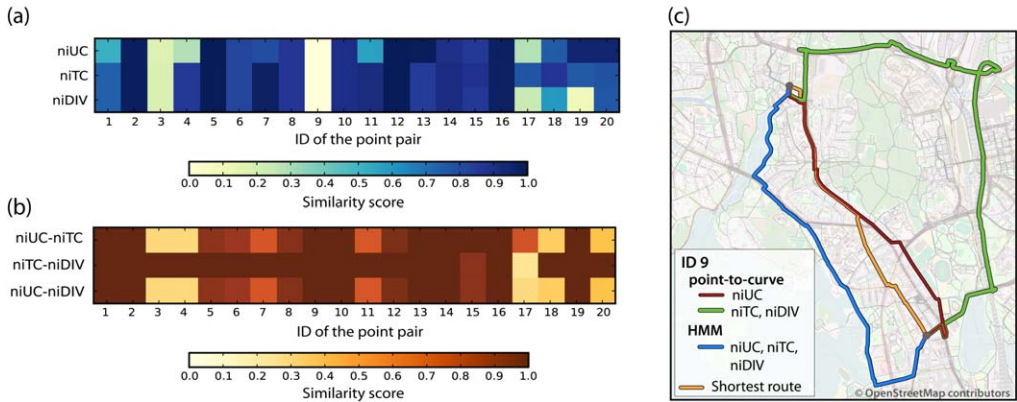 (a)
niUC
niTC
niDIV
1 2 3 4 5 6 7 8 9 10 11 12 13 14 15 16 17 18 19 20
ID of the point pair
0.0 0.1 0.2 0.3 0.4 0.5 0.6 0.7 0.8 0.9 1.0
Similarity score
(b)
niUC-niTC
niTC-niDIV
niUC-niDIV
1 2 3 4 5 6 7 8 9 10 11 12 13 14 15 16 17 18 19 20
ID of the point pair
0.0 0.1 0.2 0.3 0.4 0.5 0.6 0.7 0.8 0.9 1.0
Similarity score
(c)
ID 9
point-to-curve
niUC
niTC, niDIV
HMM
niUC, niTC,
niDIV
Shortest route
© OpenStreetMap contributors